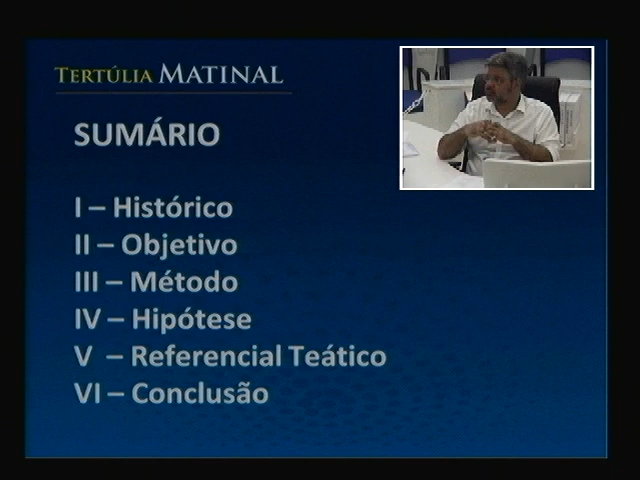 TERTÚLIA MATINAL
SUMÁRIO
I – Histórico
II – Objetivo
III – Método
IV – Hipótese
V – Referencial Teático
VI – Conclusão